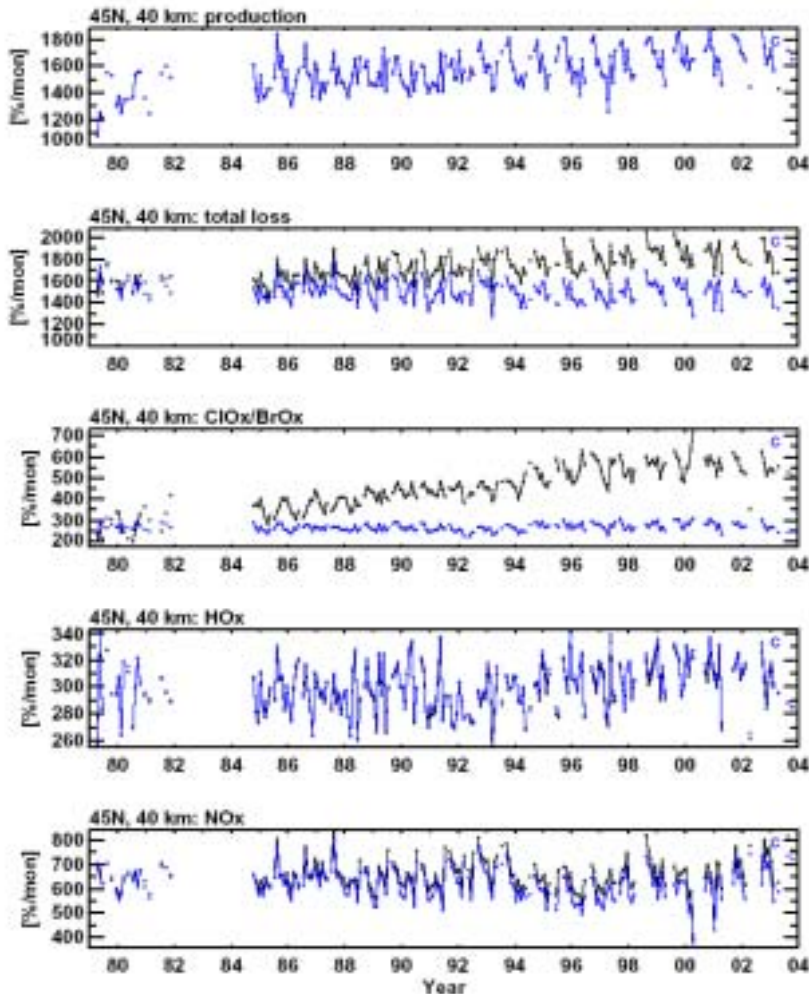 45N, 40 km: production
[%/mon]
1800
1600
1400
1200
1000
C
80 82 84 86 88 90 92 94 96 98 00 02 04
45N, 40 km: total loss
[%/mon]
2000
1800
1600
1400
1200
1000
C
80 82 84 86 88 90 92 94 96 98 00 02 04
45N, 40 km: ClOx/BrOx
[%/mon]
700
600
500
400
300
200
C
80 82 84 86 88 90 92 94 96 98 00 02 04
45N, 40 km: HOx
[%/mon]
340
320
300
280
260
C
80 82 84 86 88 90 92 94 96 98 00 02 04
45N, 40 km: NOx
[%/mon]
800
700
600
500
400
C
80 82 84 86 88 90 92 94 96 98 00 02 04
Year